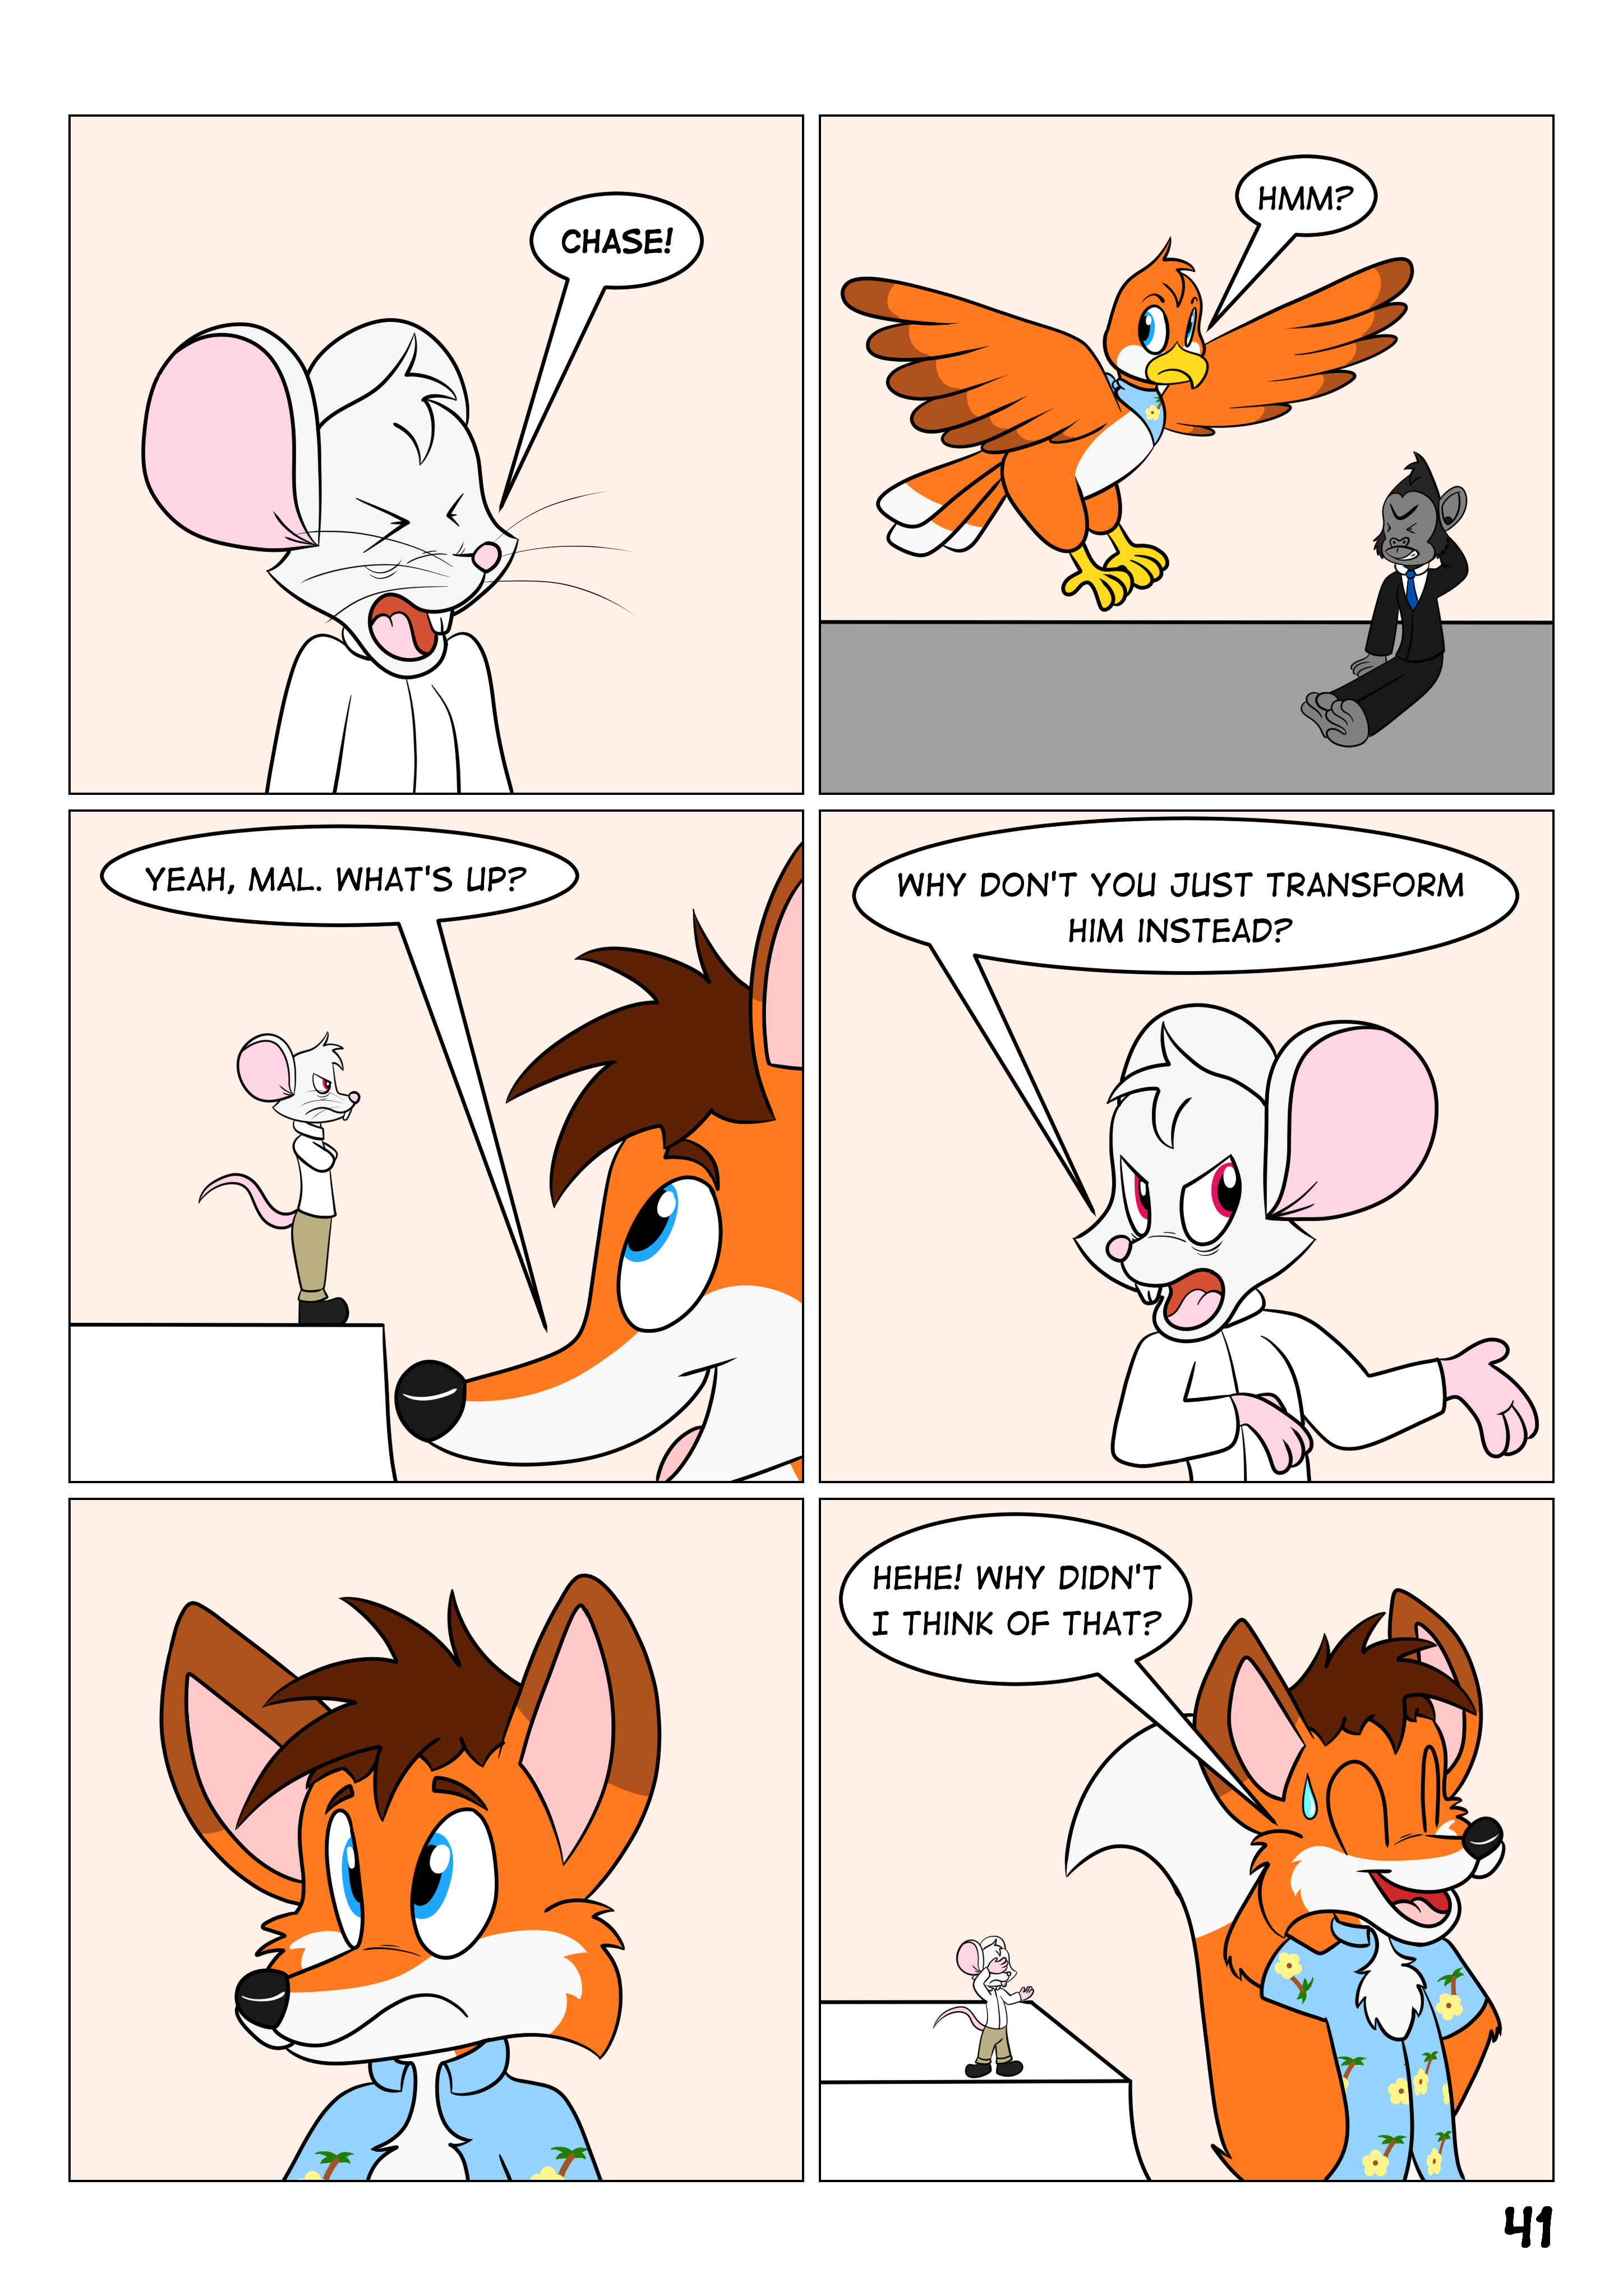 CHASE!
HMM?
YEAH, MAL. WHAT'S UP?
WHY DON'T YOU JUST TRANSFORM
HIM INSTEAD?
HEHE! WHY DIDN'T
I THINK OF THAT?
41